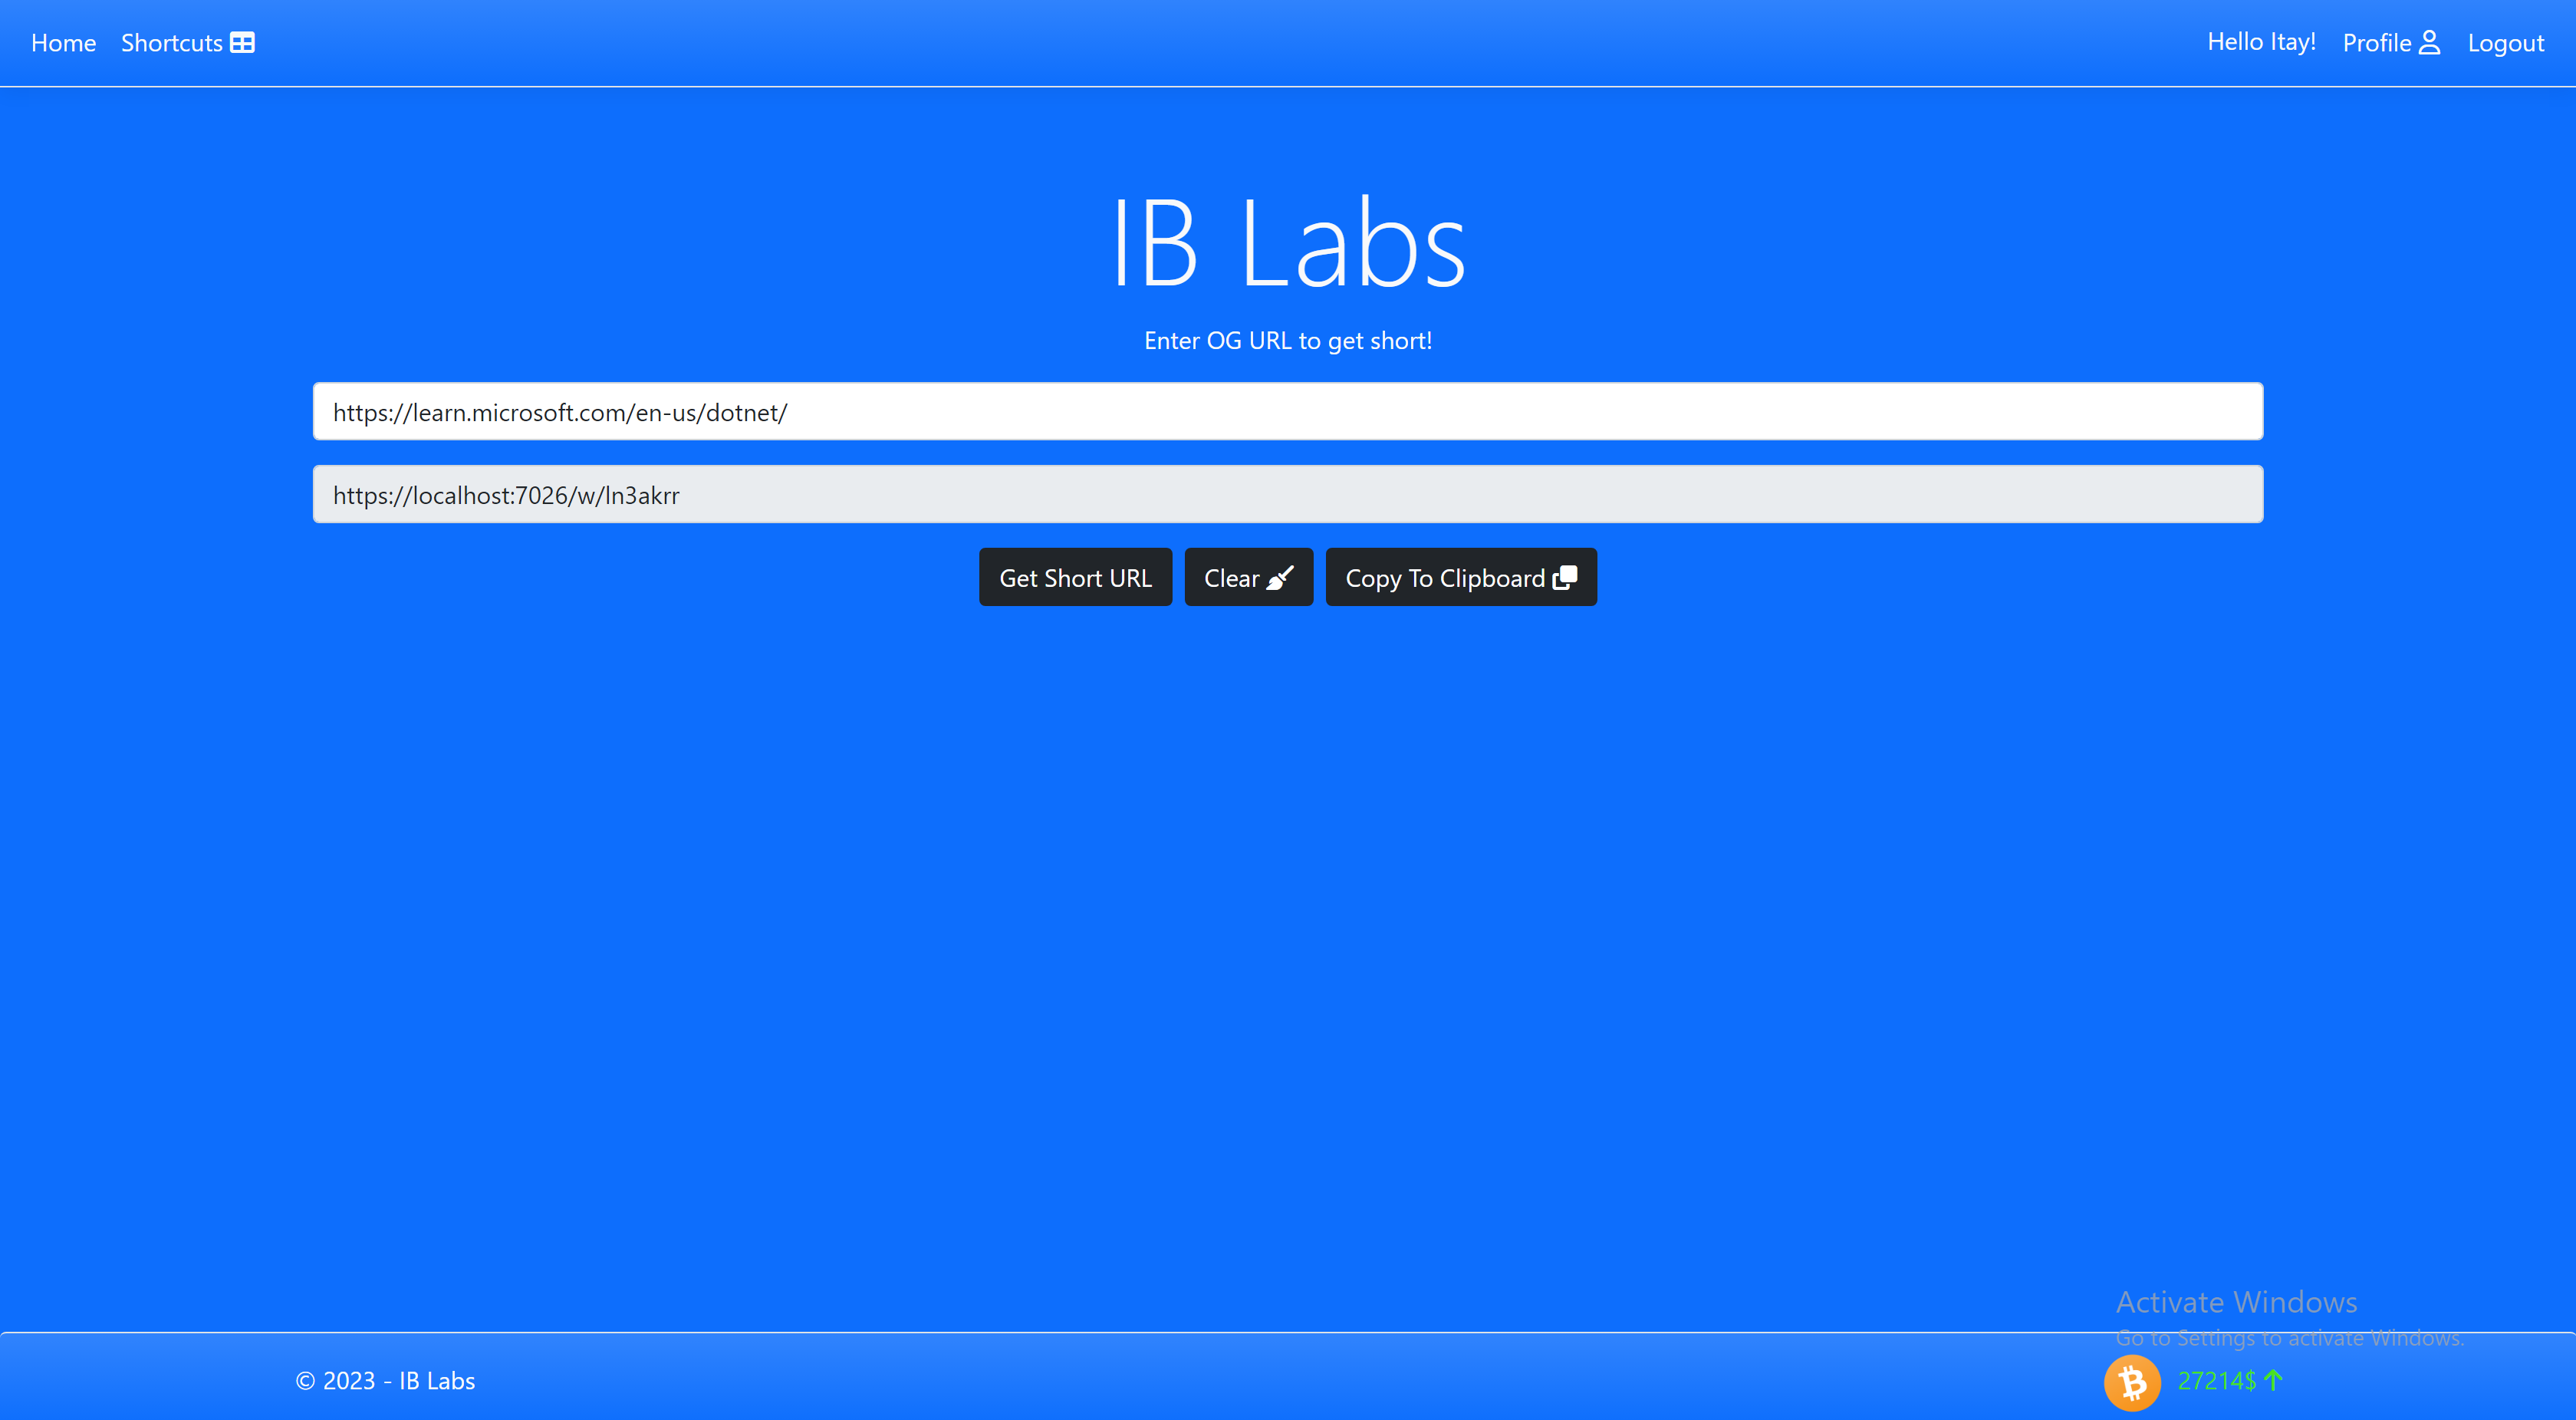 Home Shortcuts Hello Itay! Profile Logout
IB Labs
Enter OG URL to get short!
https://learn.microsoft.com/en-us/dotnet/
https://localhost:7026/w/ln3akrr
Get Short URL Clear Copy To Clipboard
Activate Windows
Go to Settings to activate Windows.
© 2023 - IB Labs 27214$